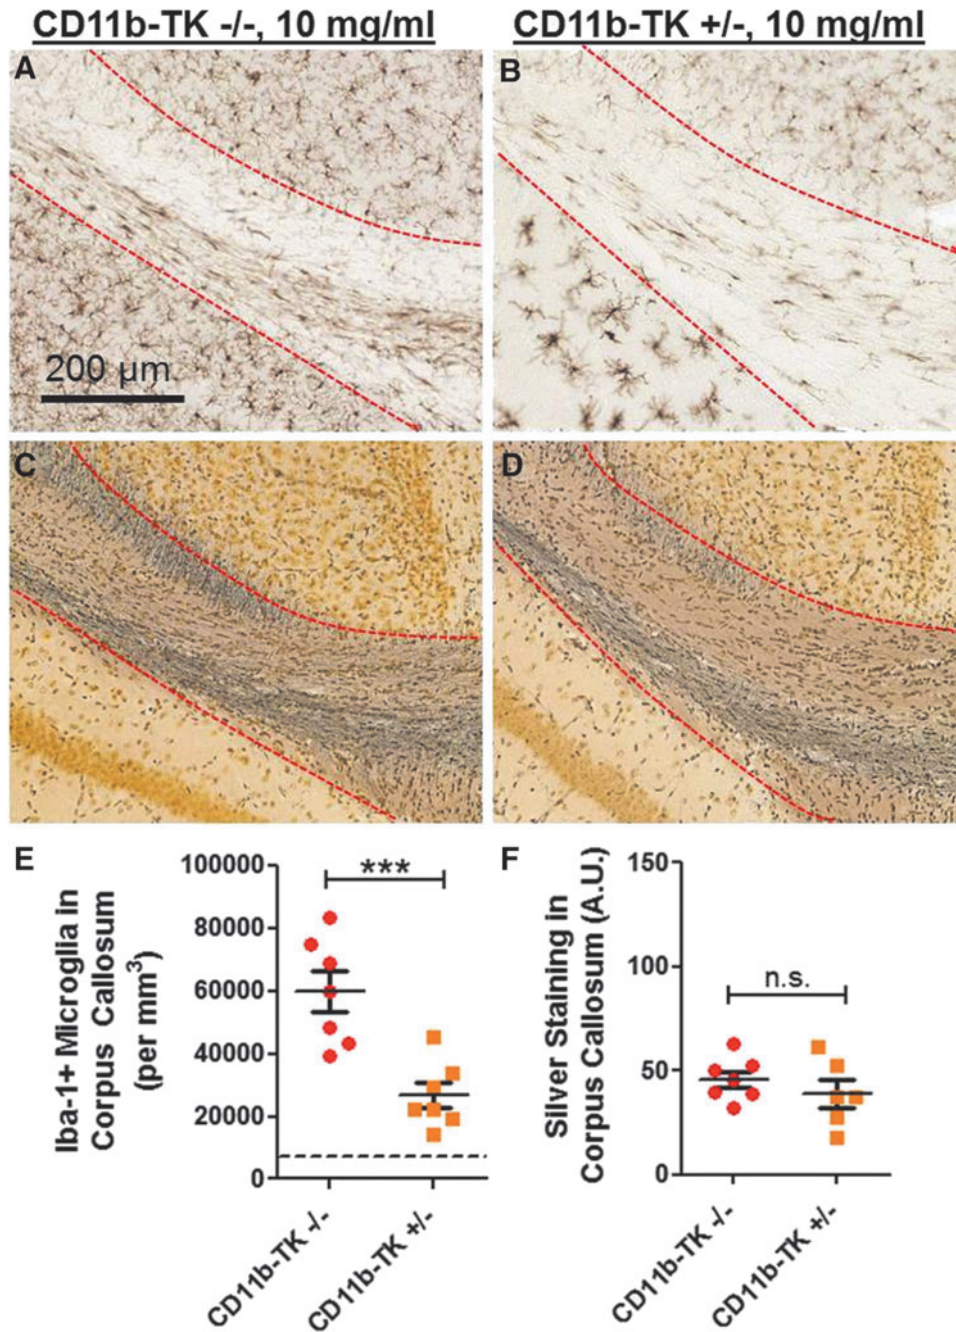 CD11b-TK -/-, 10 mg/ml
CD11b-TK +/-, 10 mg/ml
A
B
200 µm
C
D
E
Iba-1+ Microglia in
Corpus Callosum
(per mm³)
100000
80000
60000
40000
20000
0
***
CD11b-TK -/-
CD11b-TK +/-
F
Silver Staining in
Corpus Callosum (A.U.)
150
100
50
0
n.s.
CD11b-TK -/-
CD11b-TK +/-